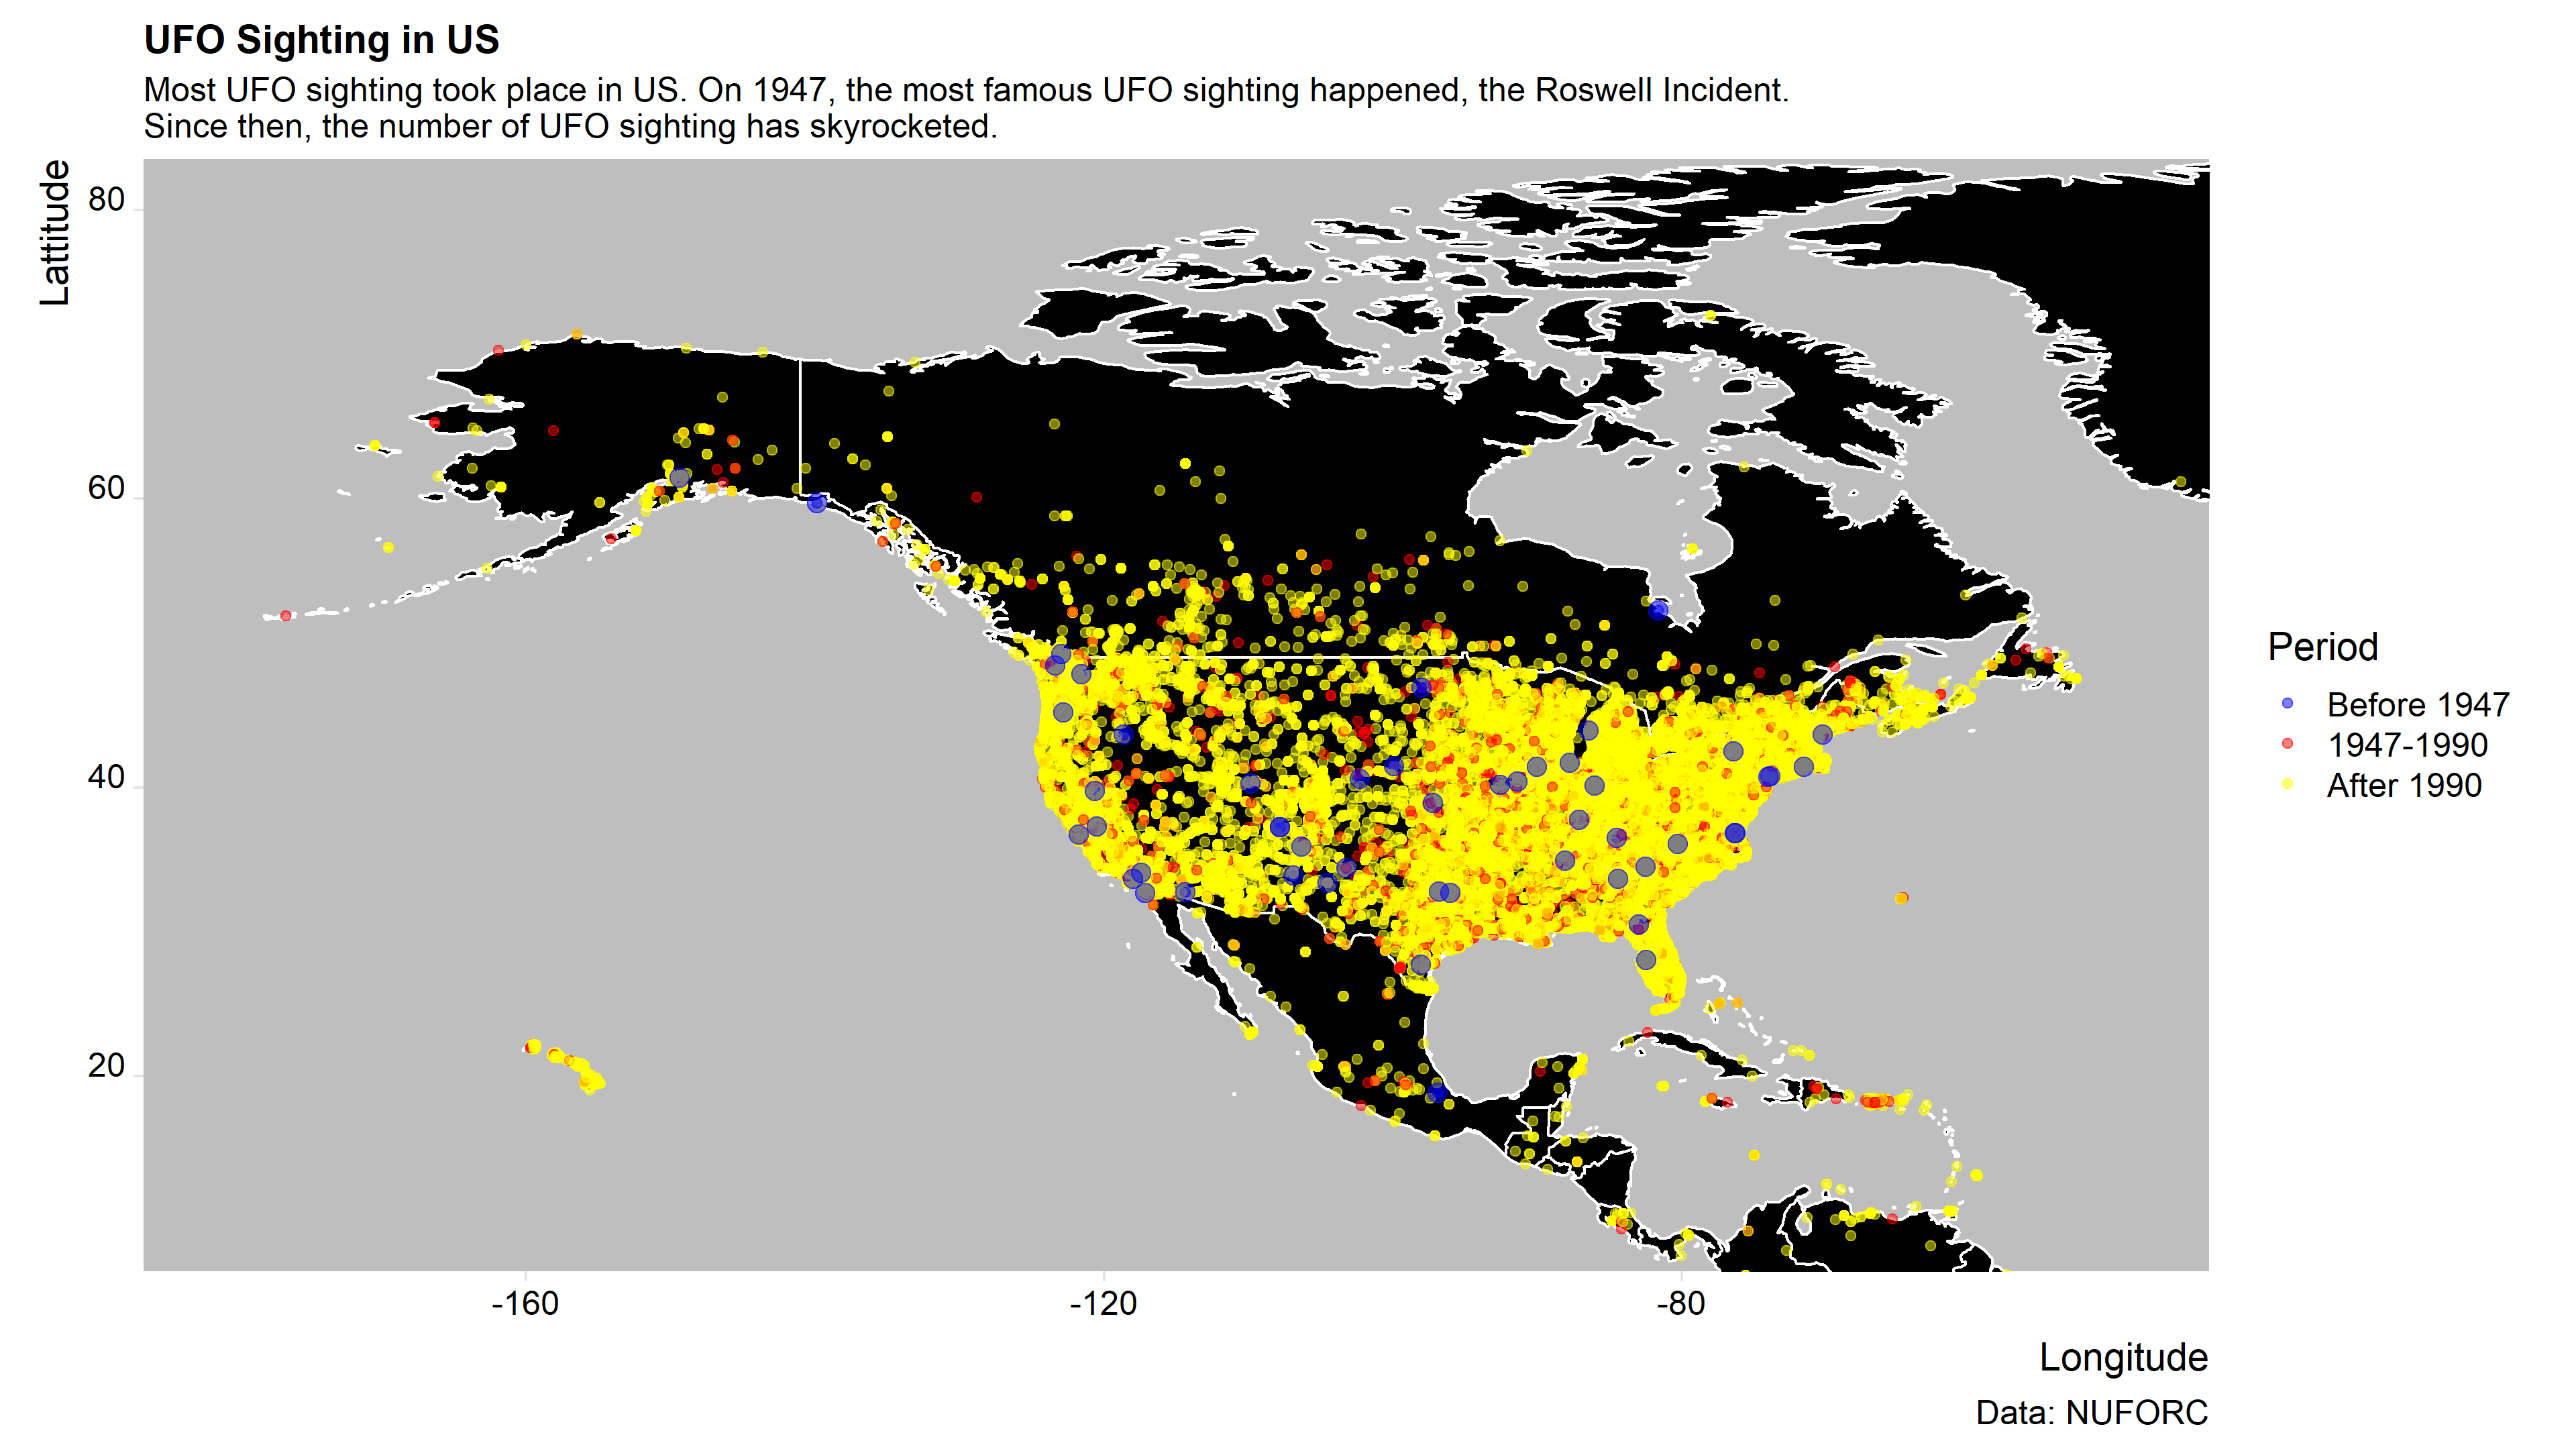 UFO Sighting in US
Most UFO sighting took place in US. On 1947, the most famous UFO sighting happened, the Roswell Incident.
Since then, the number of UFO sighting has skyrocketed.
Lattitude
80
60
40
20
-160
-120
-80
Longitude
Data: NUFORC
Period
Before 1947
1947-1990
After 1990